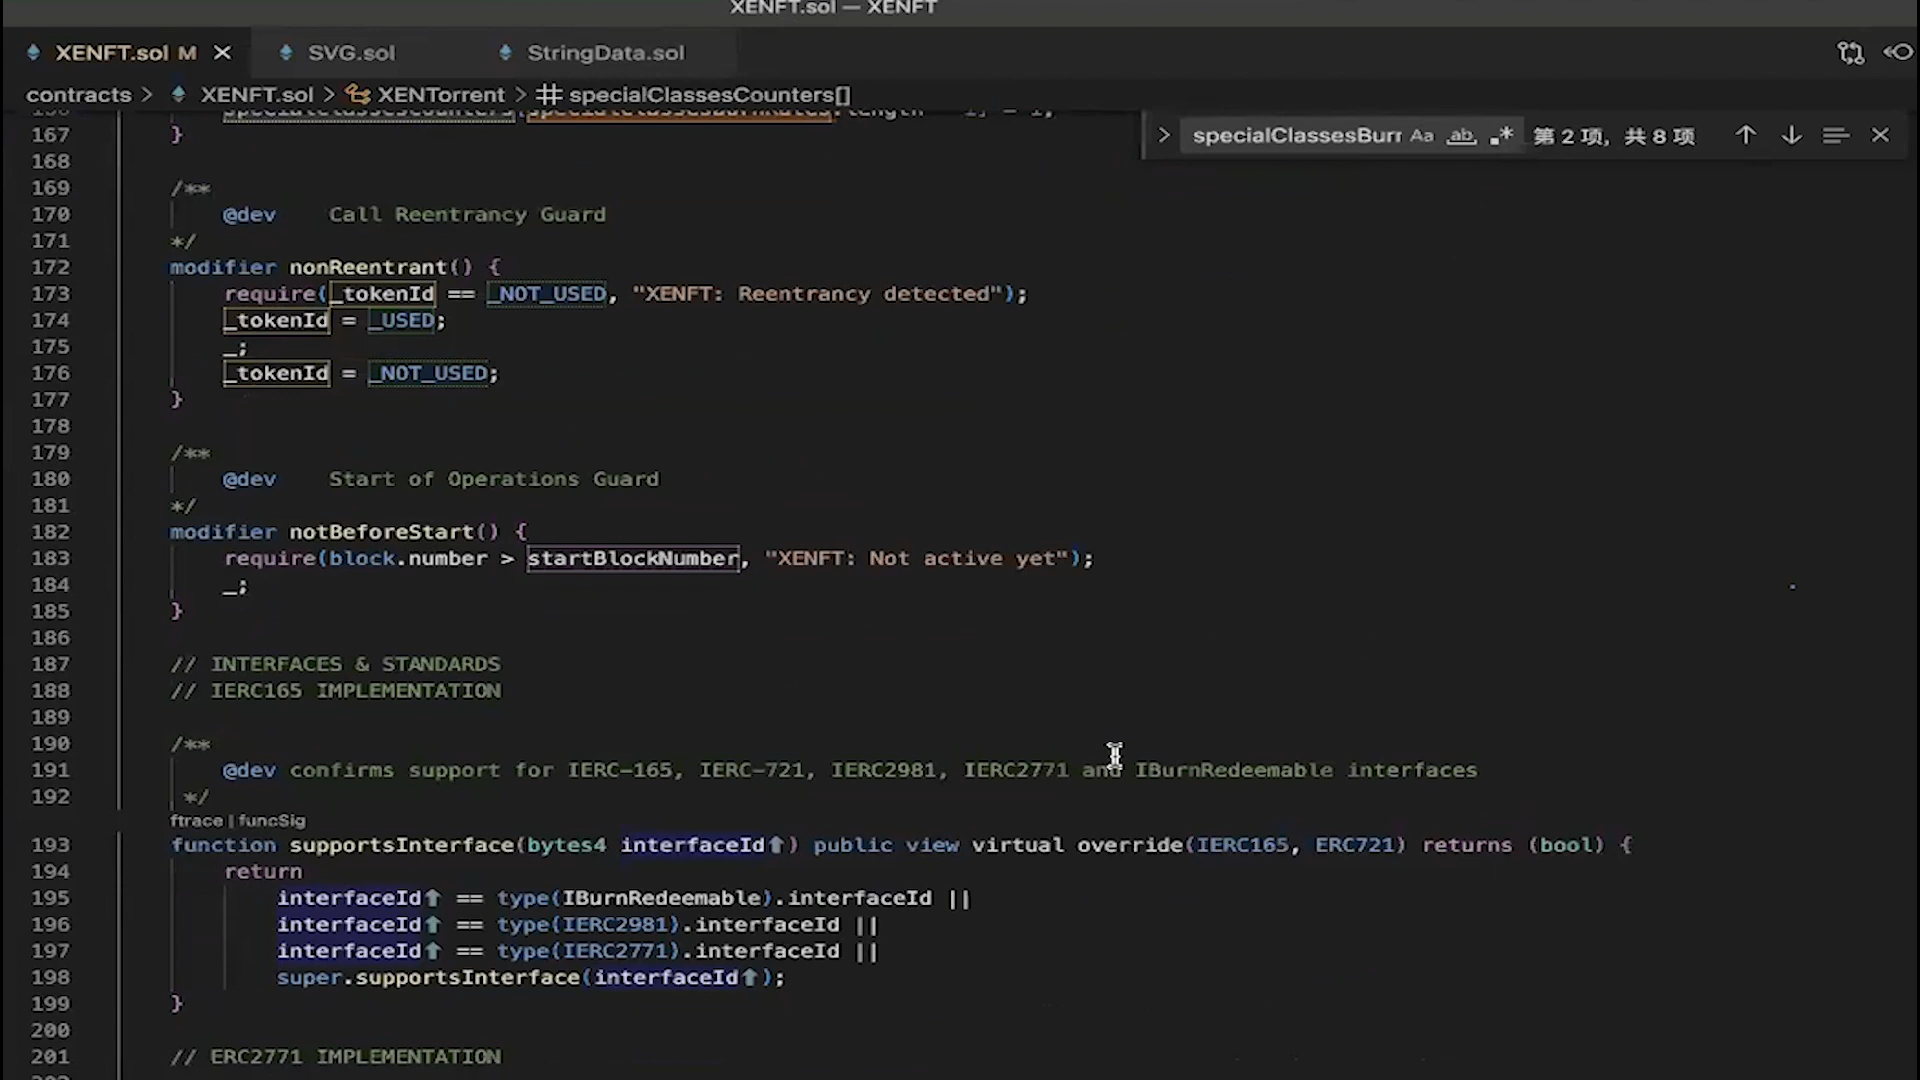 XENFT.sol — XENFT
XENFT.sol M SVG.sol StringData.sol
contracts > XENFT.sol > XENTorrent > specialClassesCounters[]
specialClassesBurr Aa ab .* 第 2 项, 共 8 项
167 }
168
169 /**
170 @dev Call Reentrancy Guard
171 */
172 modifier nonReentrant() {
173 require(_tokenId == _NOT_USED, "XENFT: Reentrancy detected");
174 _tokenId = _USED;
175 _;
176 _tokenId = _NOT_USED;
177 }
178
179 /**
180 @dev Start of Operations Guard
181 */
182 modifier notBeforeStart() {
183 require(block.number > startBlockNumber, "XENFT: Not active yet");
184 _;
185 }
186
187 // INTERFACES & STANDARDS
188 // IERC165 IMPLEMENTATION
189
190 /**
191 @dev confirms support for IERC-165, IERC-721, IERC2981, IERC2771 and IBurnRedeemable interfaces
192 */
ftrace | funcSig
193 function supportsInterface(bytes4 interfaceId↑) public view virtual override(IERC165, ERC721) returns (bool) {
194 return
195 interfaceId↑ == type(IBurnRedeemable).interfaceId ||
196 interfaceId↑ == type(IERC2981).interfaceId ||
197 interfaceId↑ == type(IERC2771).interfaceId ||
198 super.supportsInterface(interfaceId↑);
199 }
200
201 // ERC2771 IMPLEMENTATION